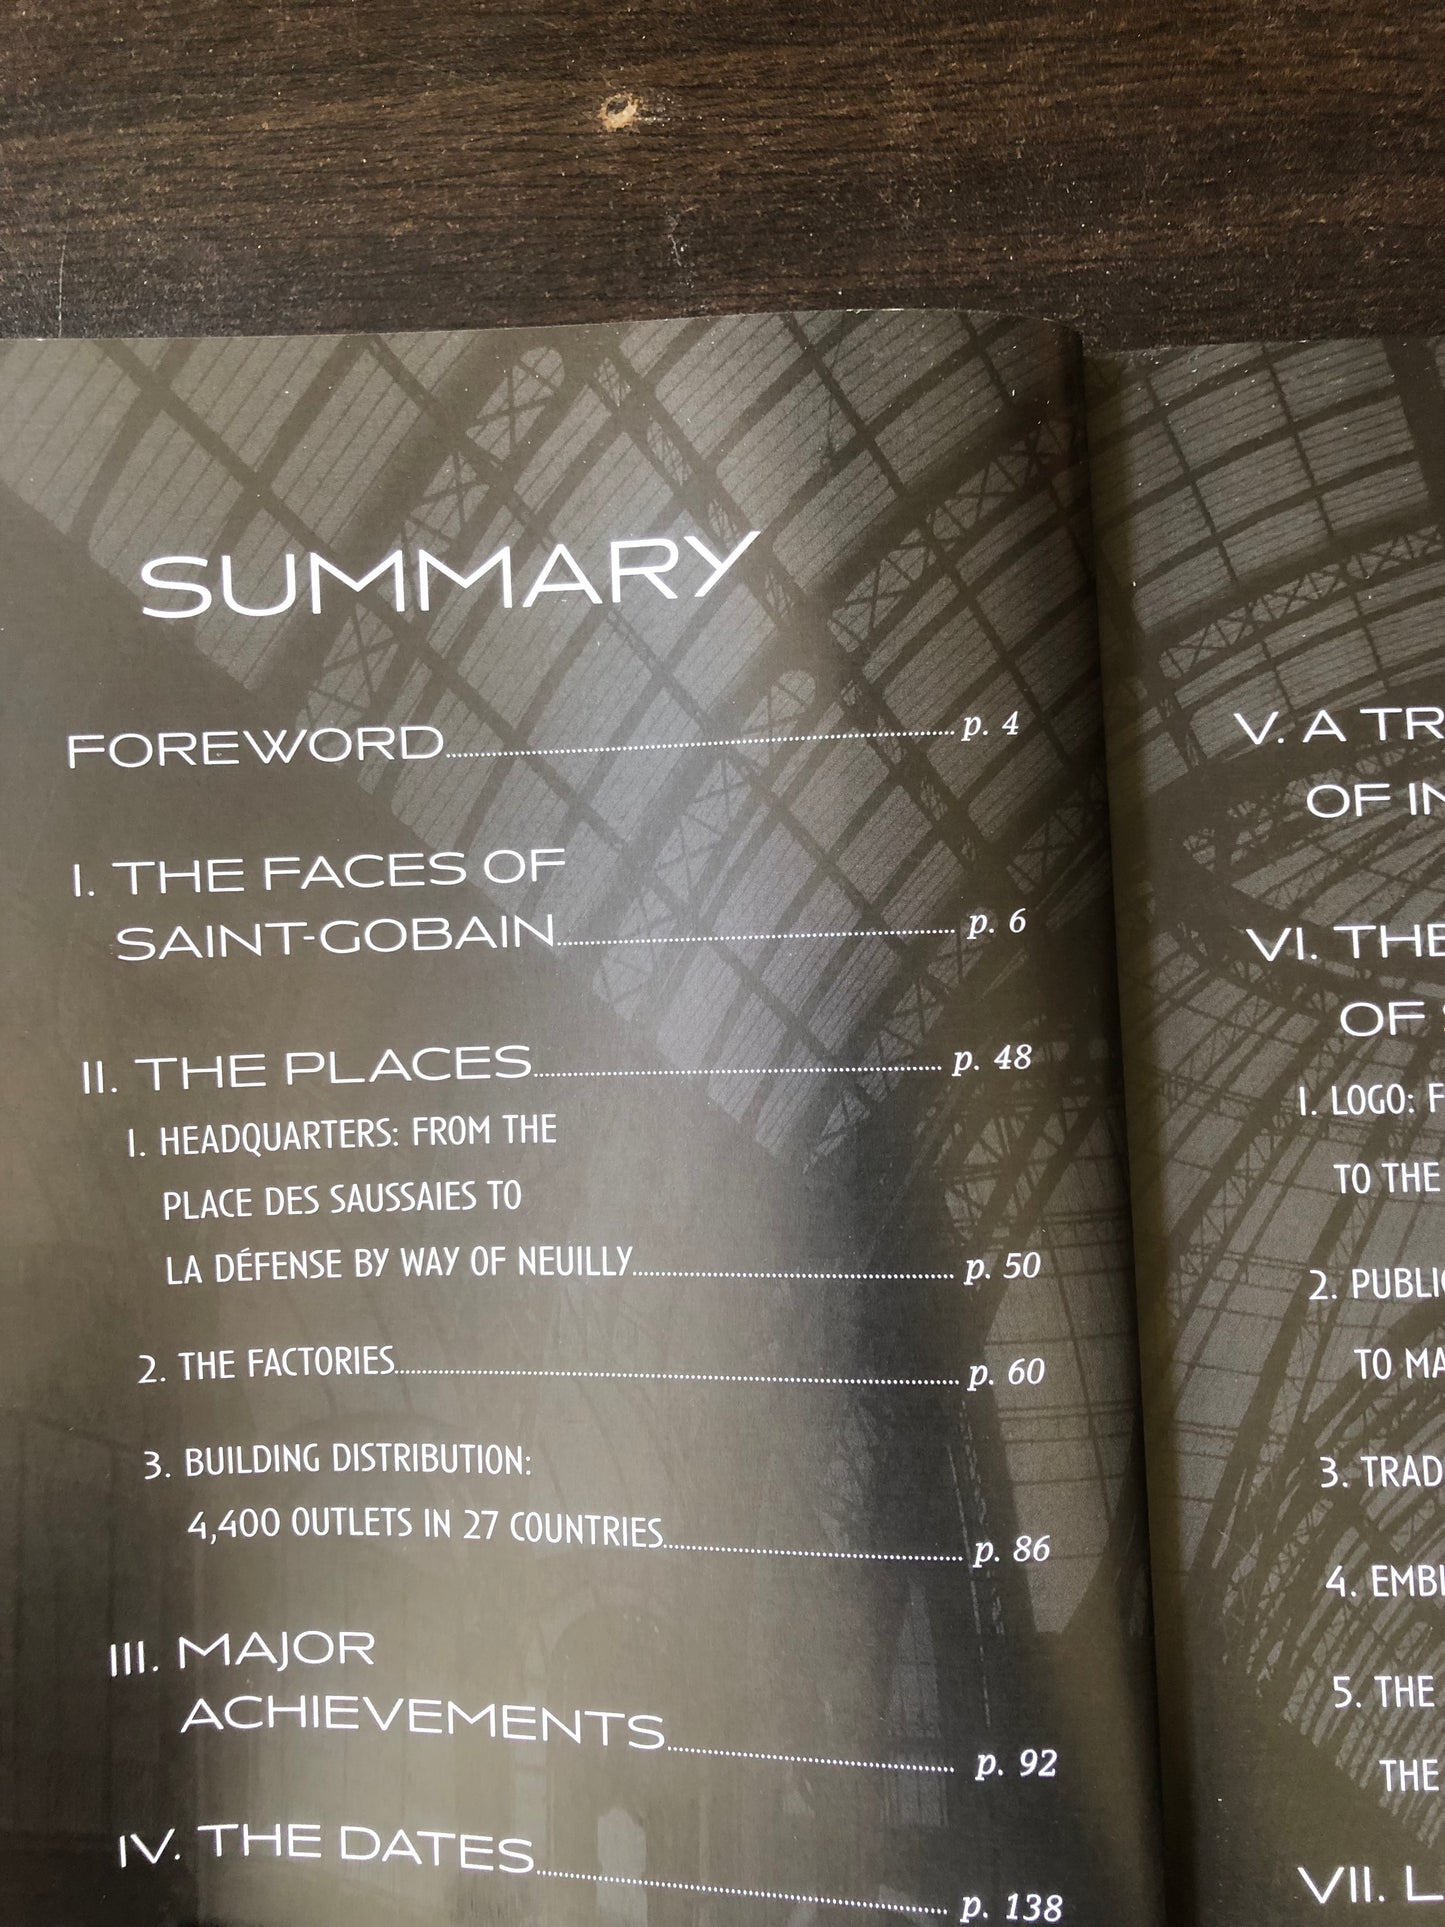 SUMMARY
FOREWORD p. 4
I. THE FACES OF
SAINT-GOBAIN p. 6
II. THE PLACES p. 48
1. HEADQUARTERS: FROM THE
PLACE DES SAUSSAIES TO
LA DÉFENSE BY WAY OF NEUILLY p. 50
2. THE FACTORIES p. 60
3. BUILDING DISTRIBUTION:
4,400 OUTLETS IN 27 COUNTRIES p. 86
III. MAJOR
ACHIEVEMENTS p. 92
IV. THE DATES p. 138
V. A TR
OF IN
VI. THE
OF
1. LOGO: F
TO THE
2. PUBLI
TO MA
3. TRAD
4. EMBL
5. THE
THE
VII. L